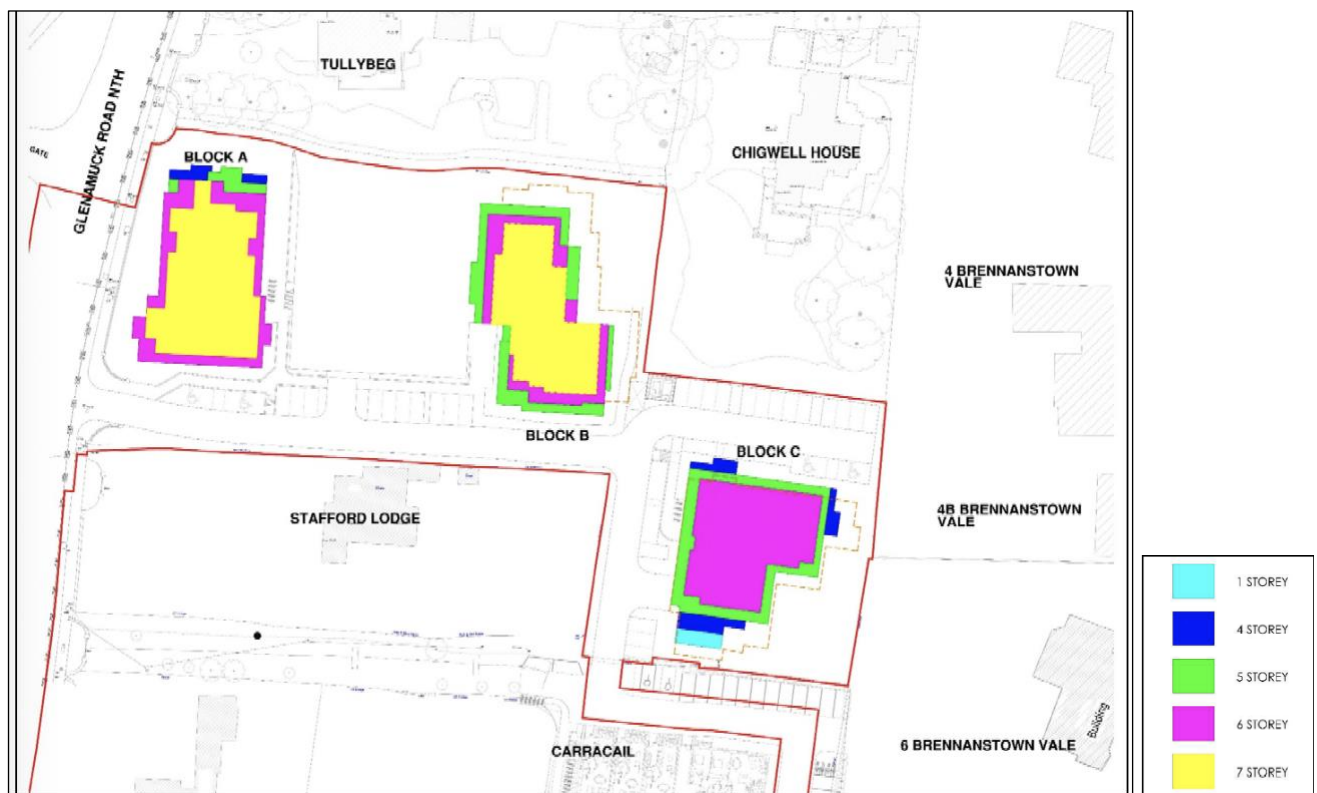 TULLYBEG
GLENAMUCK ROAD NTH
GATE
BLOCK A
CHIGWELL HOUSE
4 BRENNANSTOWN
VALE
BLOCK B
BLOCK C
STAFFORD LODGE
4B BRENNANSTOWN
VALE
CARRACAIL
6 BRENNANSTOWN VALE
Building
1 STOREY
4 STOREY
5 STOREY
6 STOREY
7 STOREY